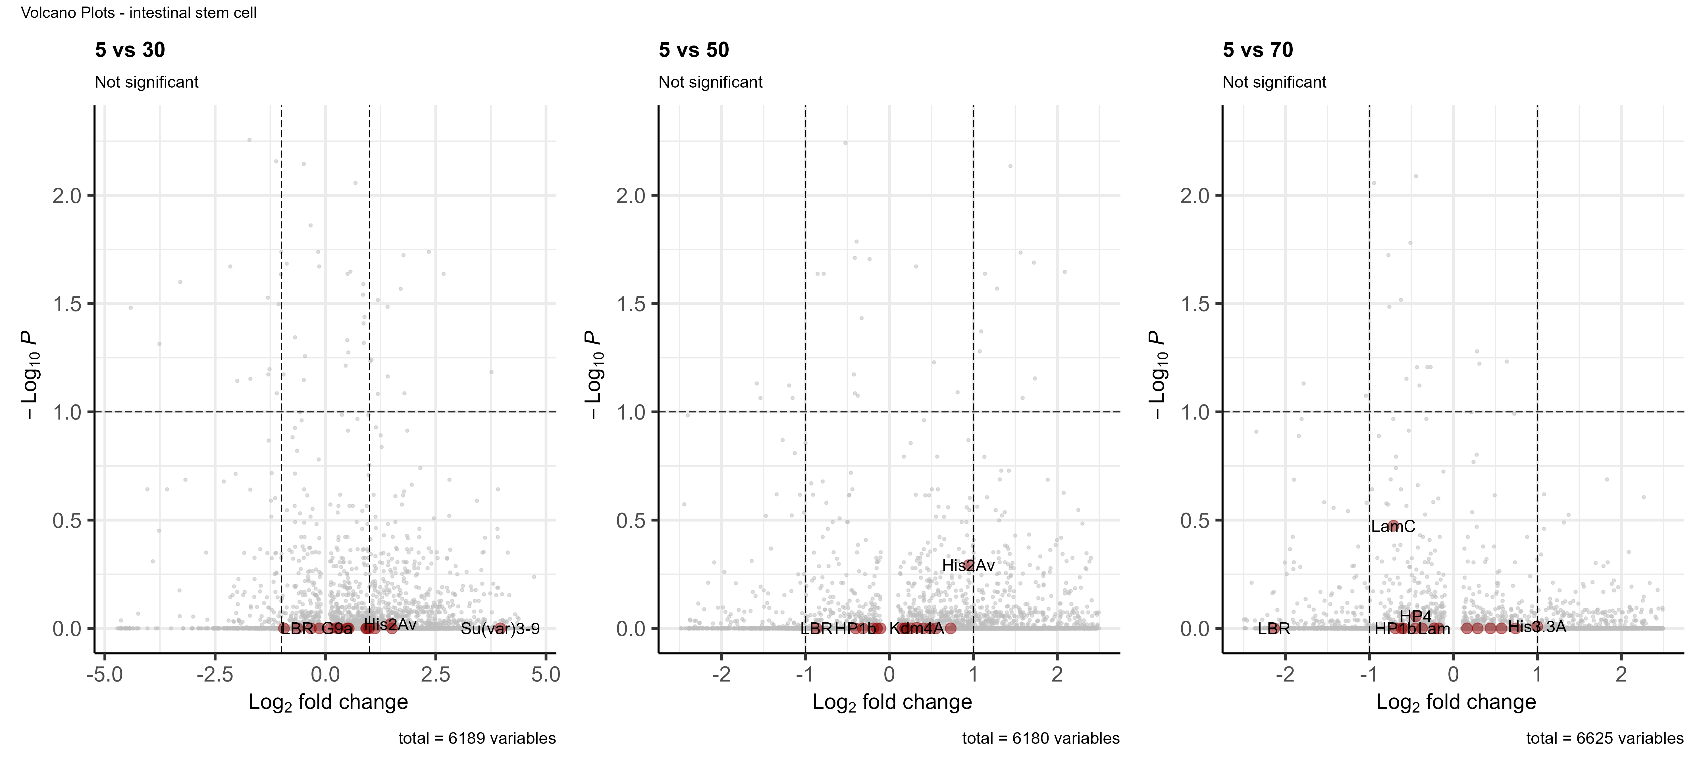 Volcano Plots - intestinal stem cell
5 vs 30
Not significant
2.0
1.5
1.0
0.5
0.0
− Log10 P
LBR
G9a
His2Av
Su(var)3-9
-5.0 -2.5 0.0 2.5 5.0
Log2 fold change
total = 6189 variables
5 vs 50
Not significant
2.0
1.5
1.0
0.5
0.0
− Log10 P
His2Av
LBR
HP1b
Kdm4A
-2 -1 0 1 2
Log2 fold change
total = 6180 variables
5 vs 70
Not significant
2.0
1.5
1.0
0.5
0.0
− Log10 P
LamC
HP4
LBR
HP1b
Lam
His3.3A
-2 -1 0 1 2
Log2 fold change
total = 6625 variables